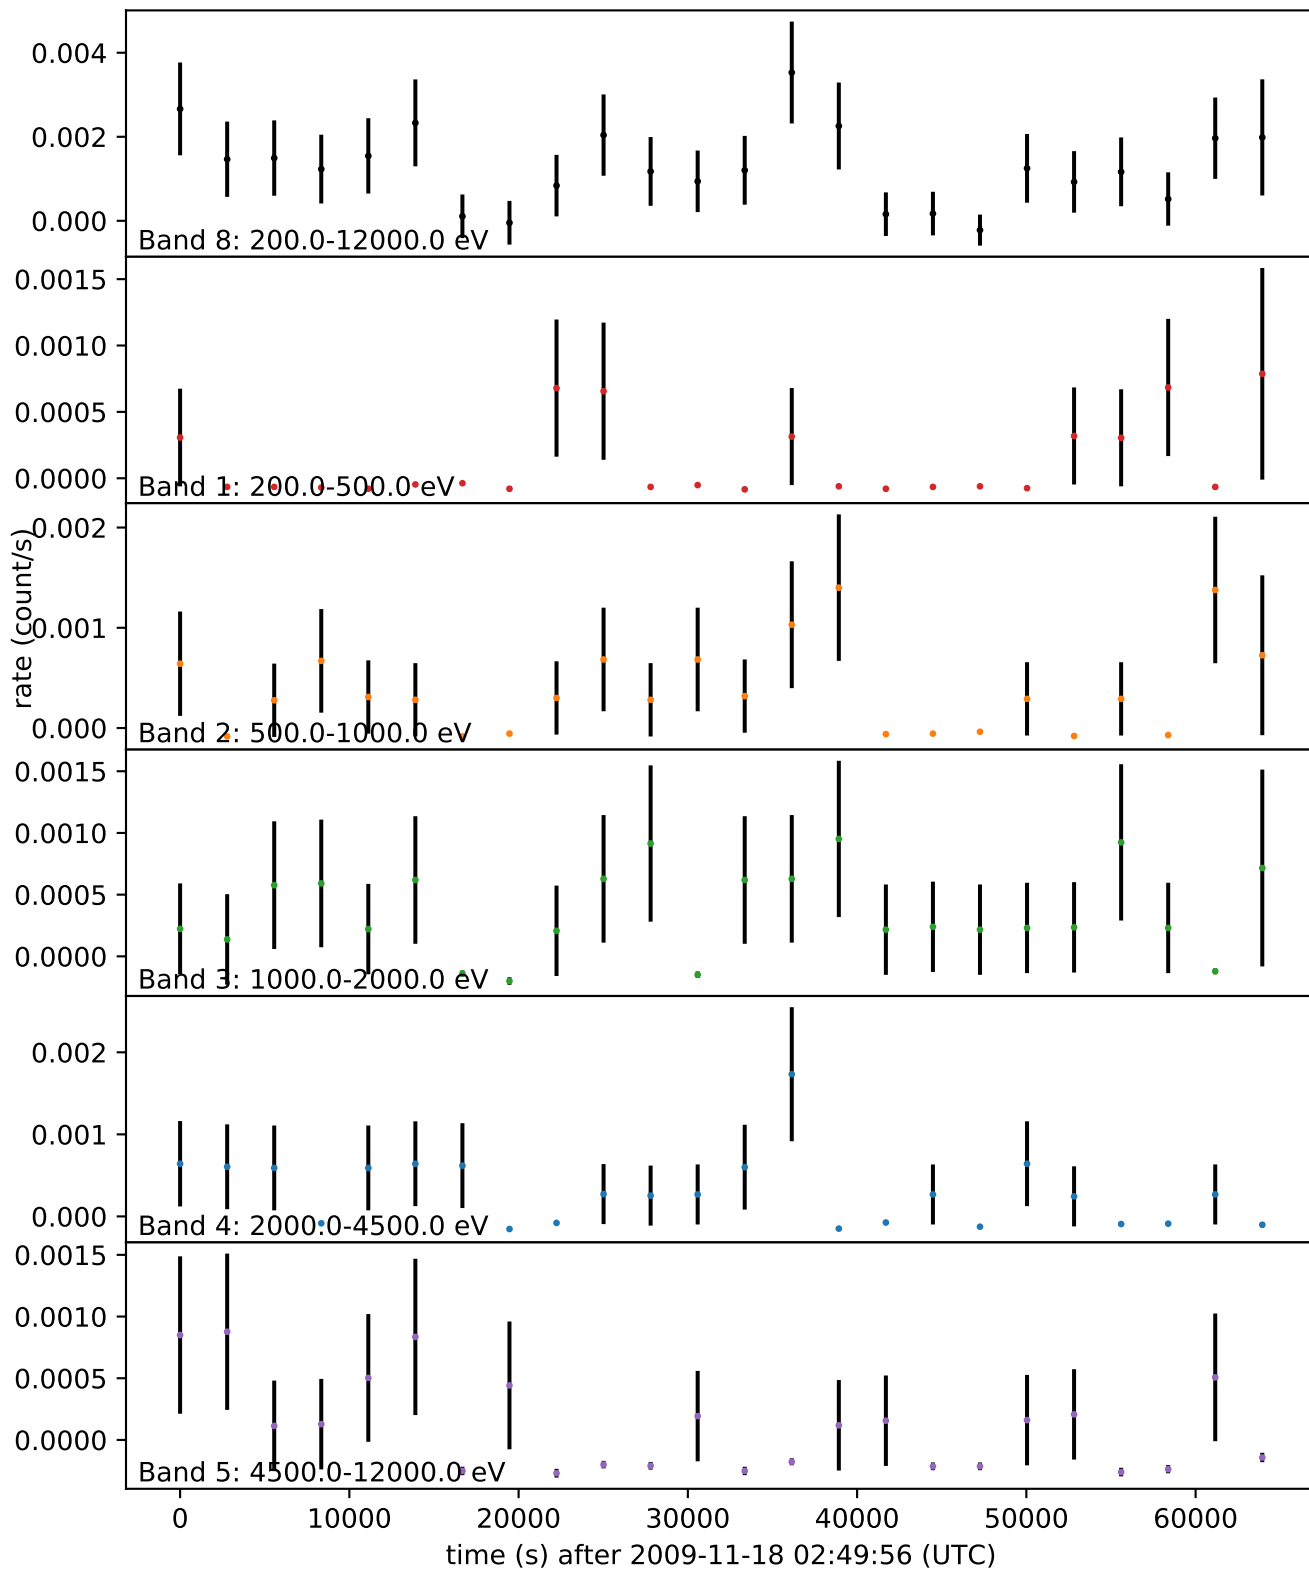 0.004
0.002
0.000
Band 8: 200.0-12000.0 eV
0.0015
0.0010
0.0005
0.0000
Band 1: 200.0-500.0 eV
rate (count/s)
0.002
0.001
0.000
Band 2: 500.0-1000.0 eV
0.0015
0.0010
0.0005
0.0000
Band 3: 1000.0-2000.0 eV
0.002
0.001
0.000
Band 4: 2000.0-4500.0 eV
0.0015
0.0010
0.0005
0.0000
Band 5: 4500.0-12000.0 eV
0 10000 20000 30000 40000 50000 60000
time (s) after 2009-11-18 02:49:56 (UTC)